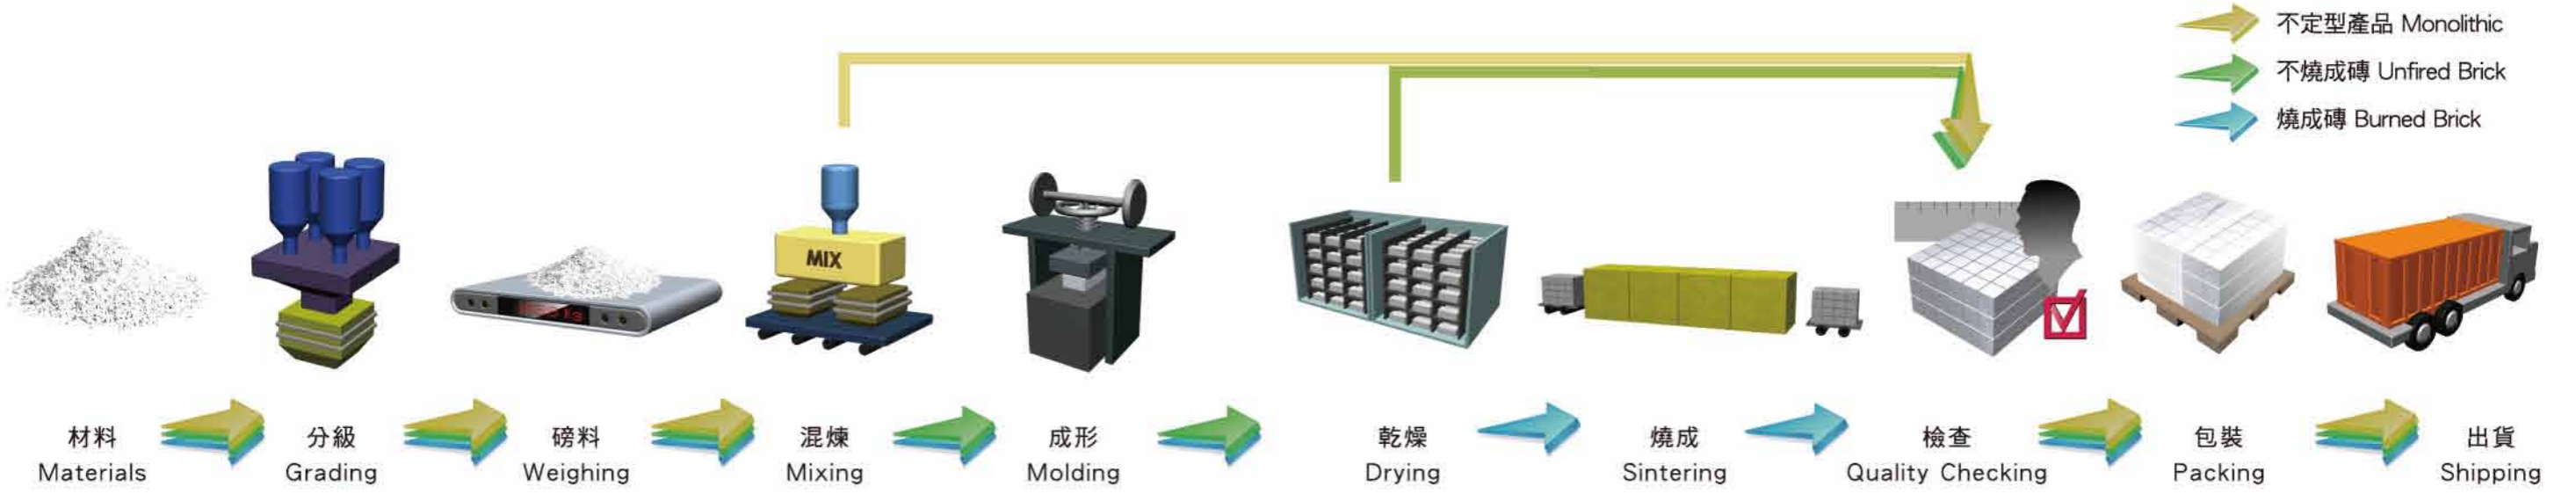 不定型產品 Monolithic
不燒成磚 Unfired Brick
燒成磚 Burned Brick
MIX
材料
Materials
分級
Grading
磅料
Weighing
混煉
Mixing
成形
Molding
乾燥
Drying
燒成
Sintering
檢查
Quality Checking
包裝
Packing
出貨
Shipping